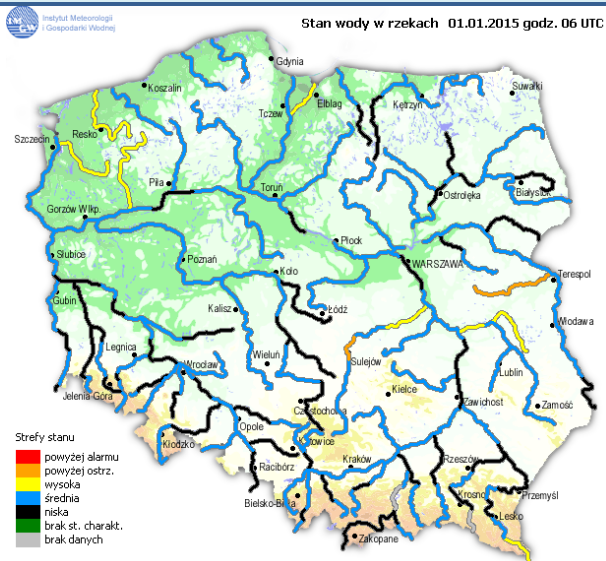 Instytut Meteorologii
i Gospodarki Wodnej
Stan wody w rzekach 01.01.2015 godz. 06 UTC
Gdynia
Koszalin
Suwałki
Elbląg
Kętrzyn
Tczew
Resko
Szczecin
Piła
Toruń
Ostrołęka
Białystok
Gorzów Wlkp.
Płock
Słubice
Poznań
Koło
WARSZAWA
Terespol
Gubin
Kalisz
Łódź
Włodawa
Legnica
Wieluń
Sulejów
Wrocław
Lublin
Jelenia Góra
Kielce
Zawichost
Zamość
Częstochowa
Opole
Kłodzko
Katowice
Kraków
Rzeszów
Racibórz
Krosno
Przemyśl
Bielsko-Biała
Lesko
Zakopane
Strefy stanu
powyżej alarmu
powyżej ostrz.
wysoka
średnia
niska
brak st. charakt.
brak danych